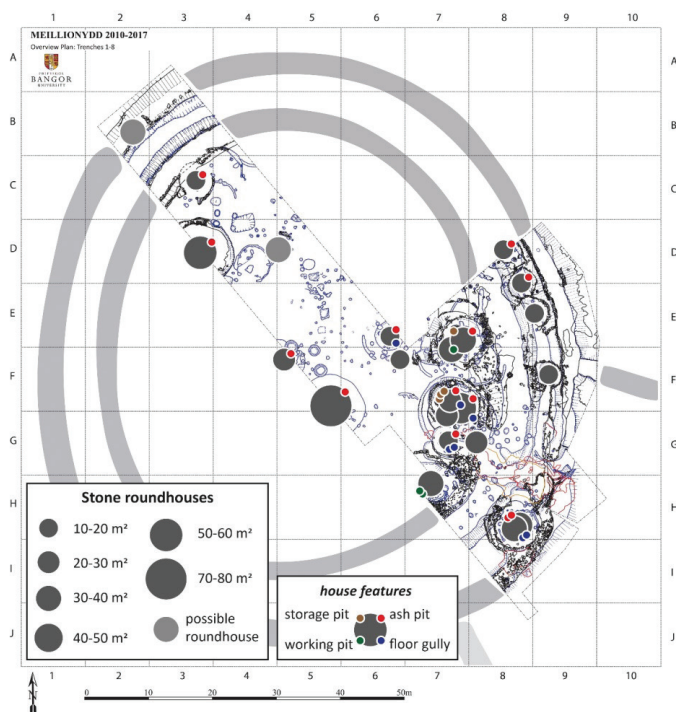 1 2 3 4 5 6 7 8 9 10
MEILLIONYDD 2010-2017
Overview Plan: Trenches 1-8
PRIFYSGOL
BANGOR
UNIVERSITY
A A
B B
C C
D D
E E
F F
G G
H H
I I
J J
Stone roundhouses
10-20 m²
20-30 m²
30-40 m²
40-50 m²
50-60 m²
70-80 m²
possible
roundhouse
house features
storage pit ash pit
working pit floor gully
1 2 3 4 5 6 7 8 9 10
N
0 10 20 30 40 50m